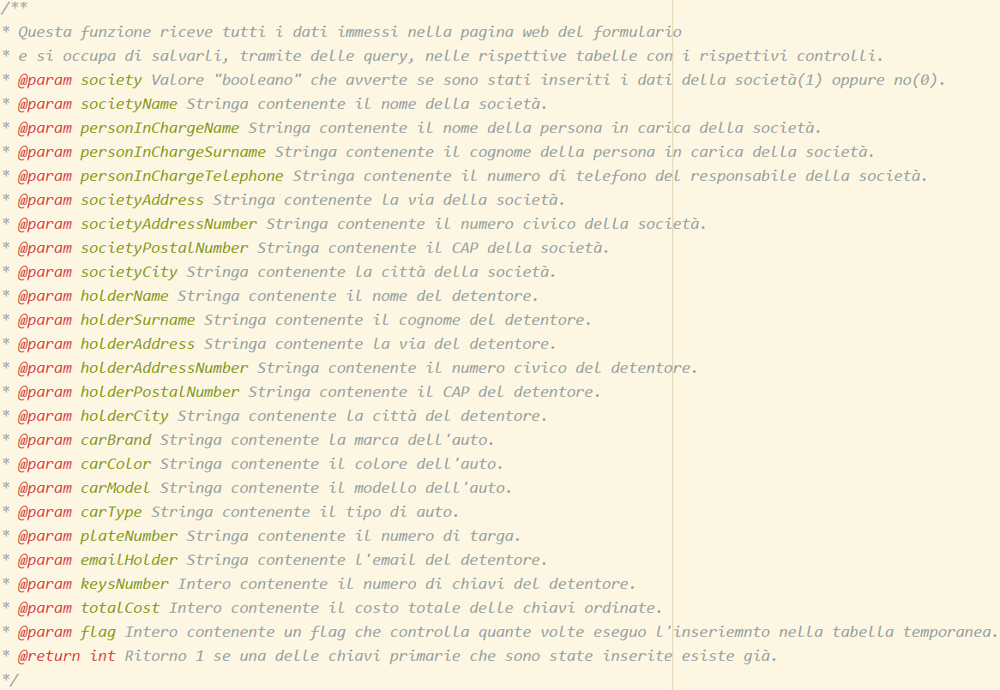 /**
* Questa funzione riceve tutti i dati immessi nella pagina web del formulario
* e si occupa di salvarli, tramite delle query, nelle rispettive tabelle con i rispettivi controlli.
* @param society Valore "booleano" che avverte se sono stati inseriti i dati della società(1) oppure no(0).
* @param societyName Stringa contenente il nome della società.
* @param personInChargeName Stringa contenente il nome della persona in carica della società.
* @param personInChargeSurname Stringa contenente il cognome della persona in carica della società.
* @param personInChargeTelephone Stringa contenente il numero di telefono del responsabile della società.
* @param societyAddress Stringa contenente la via della società.
* @param societyAddressNumber Stringa contenente il numero civico della società.
* @param societyPostalNumber Stringa contenente il CAP della società.
* @param societyCity Stringa contenente la città della società.
* @param holderName Stringa contenente il nome del detentore.
* @param holderSurname Stringa contenente il cognome del detentore.
* @param holderAddress Stringa contenente la via del detentore.
* @param holderAddressNumber Stringa contenente il numero civico del detentore.
* @param holderPostalNumber Stringa contenente il CAP del detentore.
* @param holderCity Stringa contenente la città del detentore.
* @param carBrand Stringa contenente la marca dell'auto.
* @param carColor Stringa contenente il colore dell'auto.
* @param carModel Stringa contenente il modello dell'auto.
* @param carType Stringa contenente il tipo di auto.
* @param plateNumber Stringa contenente il numero di targa.
* @param emailHolder Stringa contenente l'email del detentore.
* @param keysNumber Intero contenente il numero di chiavi del detentore.
* @param totalCost Intero contenente il costo totale delle chiavi ordinate.
* @param flag Intero contenente un flag che controlla quante volte eseguo l'inseriemnto nella tabella temporanea.
* @return int Ritorno 1 se una delle chiavi primarie che sono state inserite esiste già.
*/